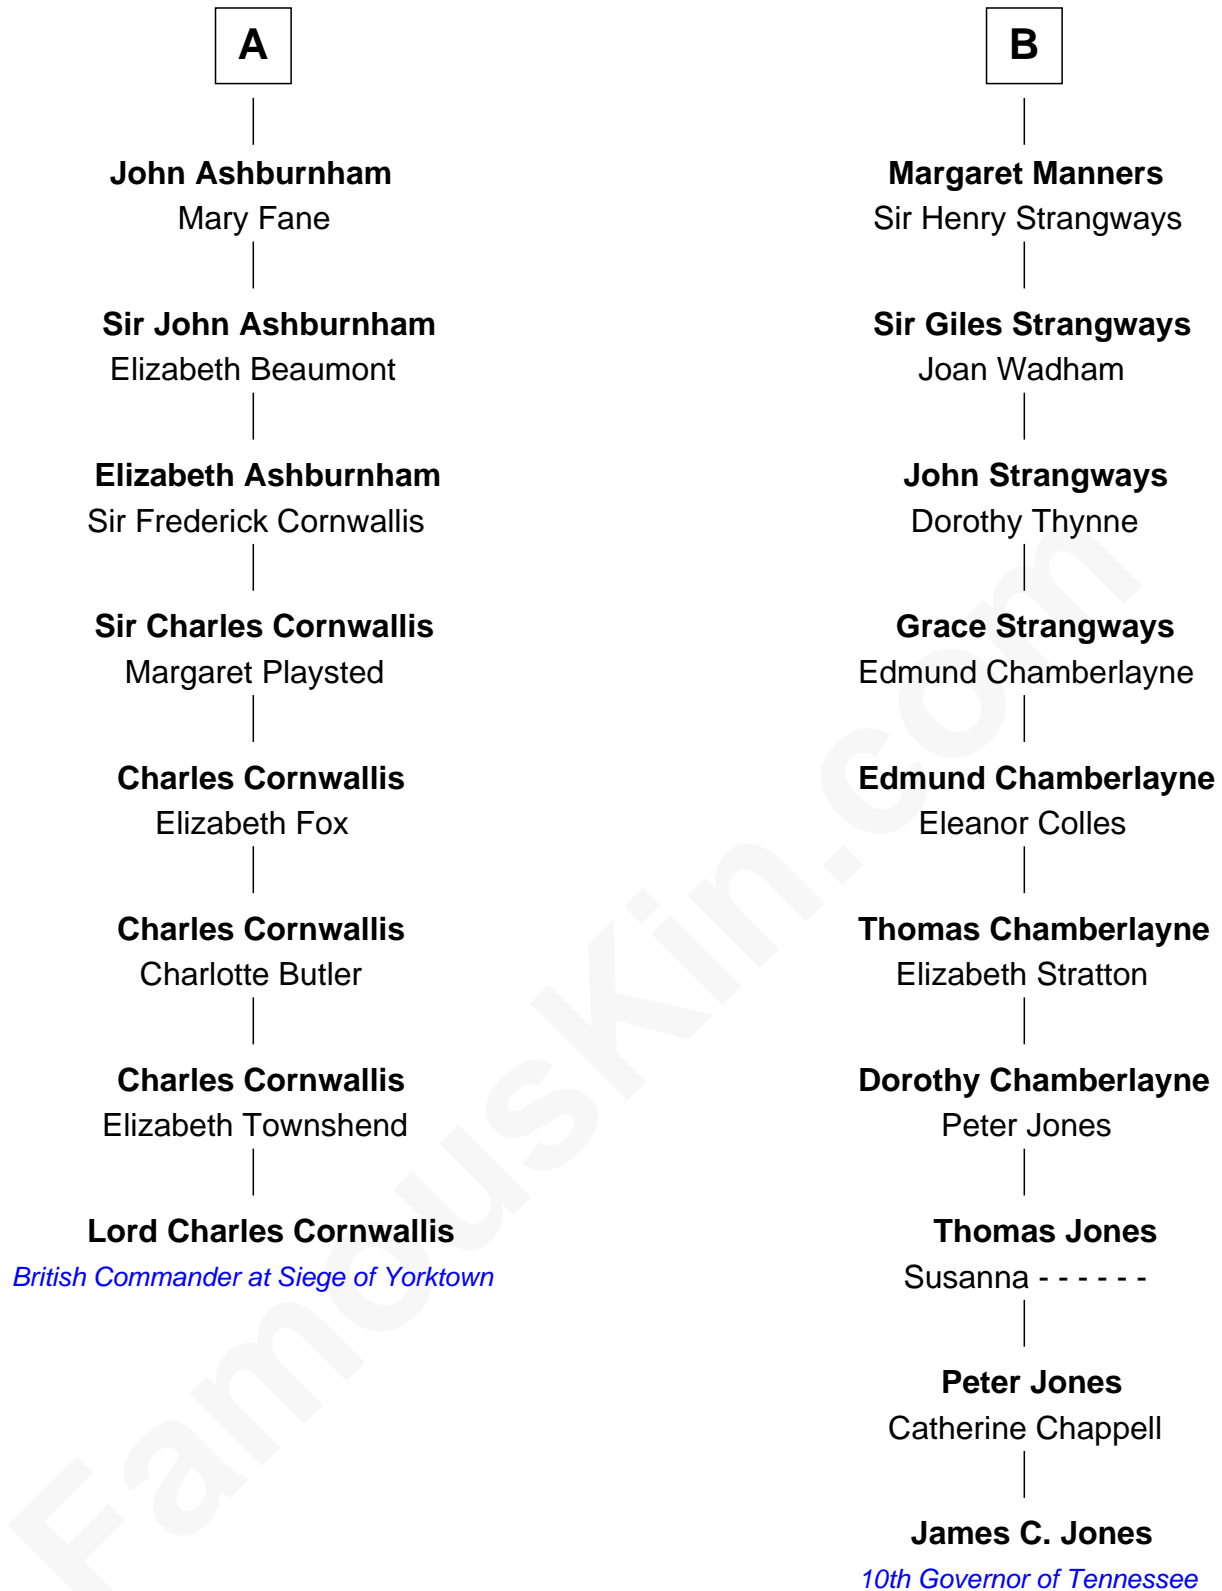 A
John Ashburnham
Mary Fane
Sir John Ashburnham
Elizabeth Beaumont
Elizabeth Ashburnham
Sir Frederick Cornwallis
Sir Charles Cornwallis
Margaret Playsted
Charles Cornwallis
Elizabeth Fox
Charles Cornwallis
Charlotte Butler
Charles Cornwallis
Elizabeth Townshend
Lord Charles Cornwallis
British Commander at Siege of Yorktown
B
Margaret Manners
Sir Henry Strangways
Sir Giles Strangways
Joan Wadham
John Strangways
Dorothy Thynne
Grace Strangways
Edmund Chamberlayne
Edmund Chamberlayne
Eleanor Colles
Thomas Chamberlayne
Elizabeth Stratton
Dorothy Chamberlayne
Peter Jones
Thomas Jones
Susanna - - - - - -
Peter Jones
Catherine Chappell
James C. Jones
10th Governor of Tennessee
FamousKin.com